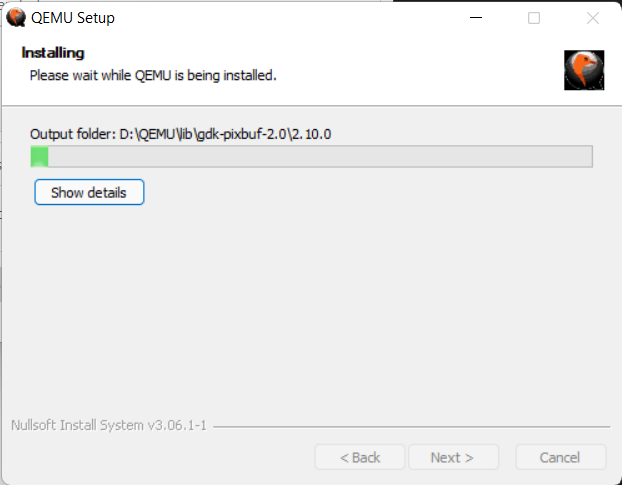 QEMU Setup
Installing
Please wait while QEMU is being installed.
Output folder: D:\QEMU\lib\gdk-pixbuf-2.0\2.10.0
Show details
Nullsoft Install System v3.06.1-1
< Back
Next >
Cancel